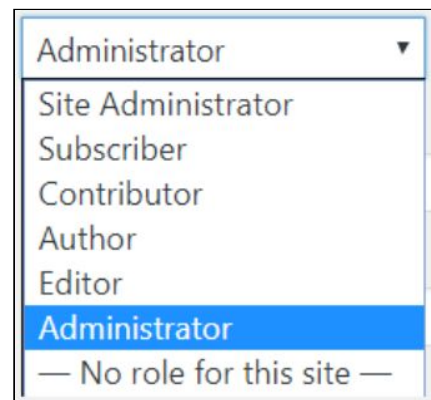 Administrator
Site Administrator
Subscriber
Contributor
Author
Editor
Administrator
— No role for this site —